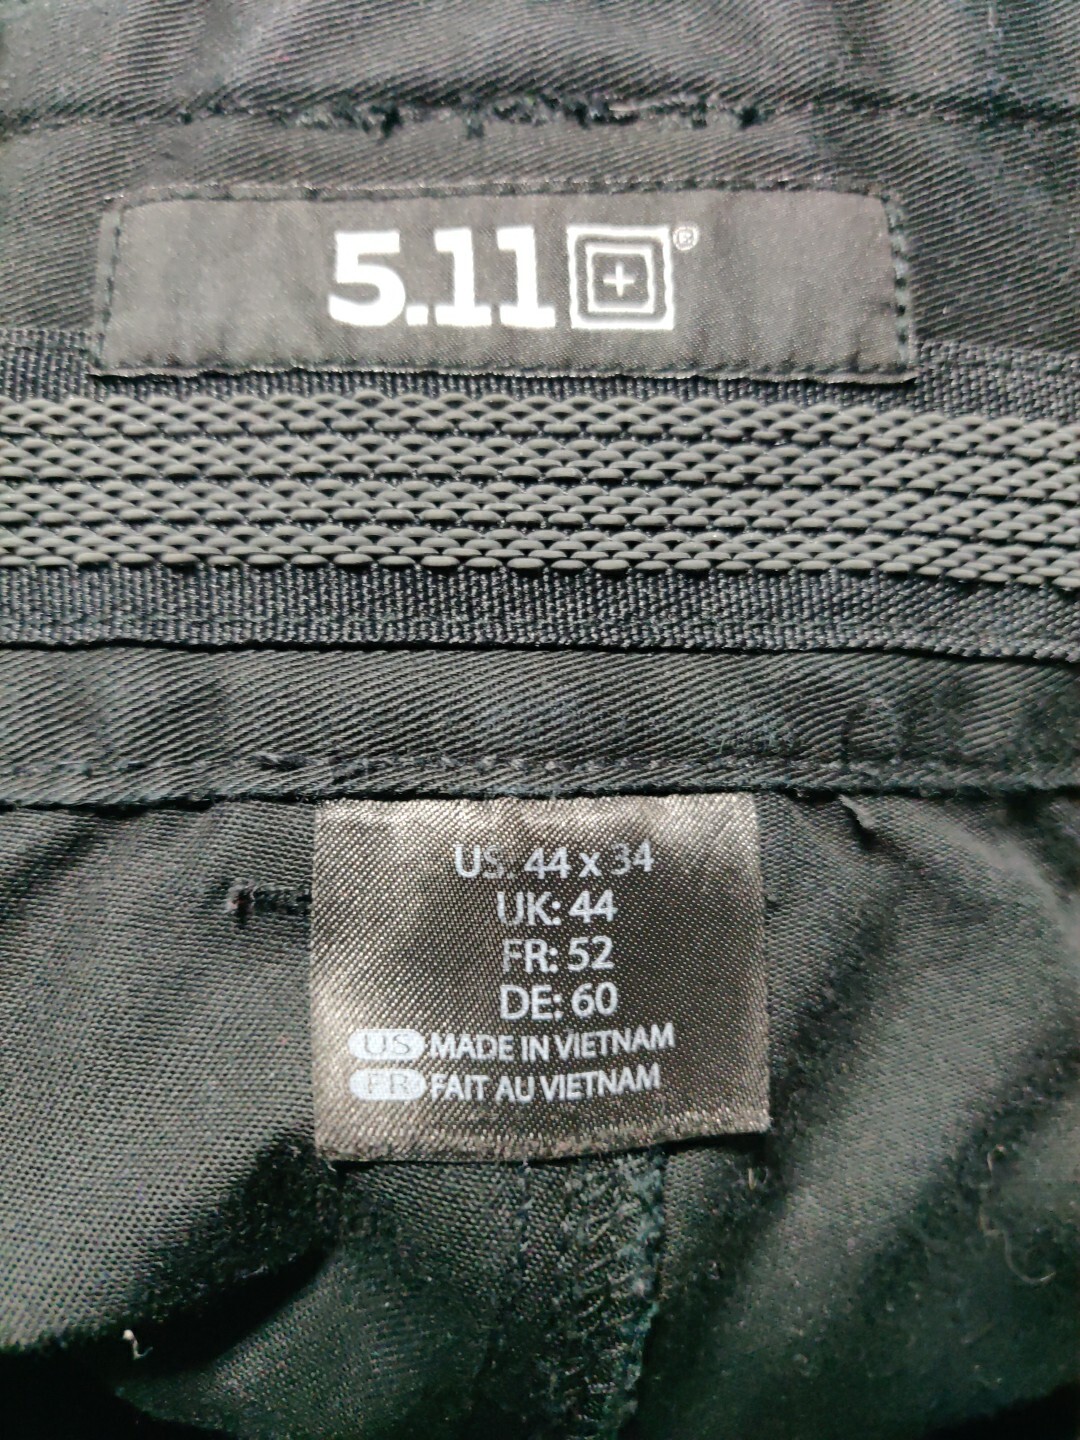 5.11®
US: 44 x 34
UK: 44
FR: 52
DE: 60
US MADE IN VIETNAM
FR FAIT AU VIETNAM